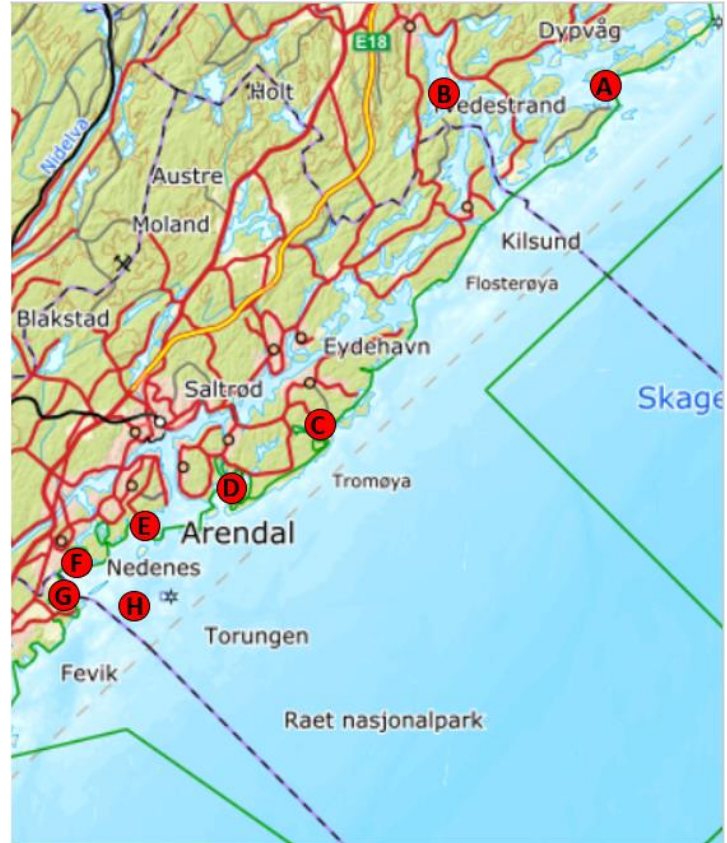 Dypvåg
E18
A
B
vedestrand
Holt
Nidelva
Austre
Moland
Kilsund
Flosterøya
Blakstad
Eydehavn
Saltrød
Skage
C
Tromøya
D
E
Arendal
F
Nedenes
G
H
Torungen
Fevik
Raet nasjonalpark